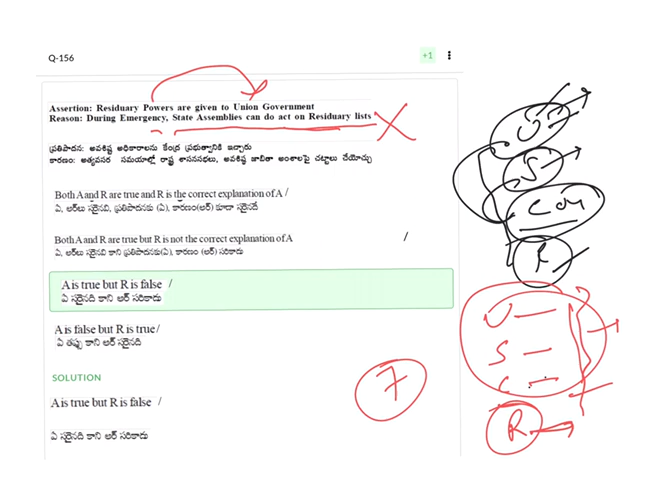 Q-156
+1
Assertion: Residuary Powers are given to Union Government
Reason: During Emergency, State Assemblies can do act on Residuary lists
ప్రతిపాదన: అవశిష్ట అధికారాలను కేంద్ర ప్రభుత్వానికి ఇచ్చారు
కారణం: అత్యవసర సమయాల్లో రాష్ట్ర శాసనసభలు, అవశిష్ట జాబితా అంశాలపై చట్టాలు చేయోచ్చు
Both A and R are true and R is the correct explanation of A /
ఏ, ఆర్‌లు సరైనవి, ప్రతిపాదనకు (ఏ), కారణం(ఆర్) కూడా సరైనదే
Both A and R are true but R is not the correct explanation of A /
ఏ, ఆర్‌లు సరైనవి కాని ప్రతిపాదనకు(ఏ), కారణం (ఆర్) సరికాదు
A is true but R is false /
ఏ సరైనది కాని ఆర్ సరికాదు
A is false but R is true /
ఏ తప్పు కాని ఆర్ సరైనది
SOLUTION
A is true but R is false /
ఏ సరైనది కాని ఆర్ సరికాదు
7
U
S
Con
R
U
S
C
R